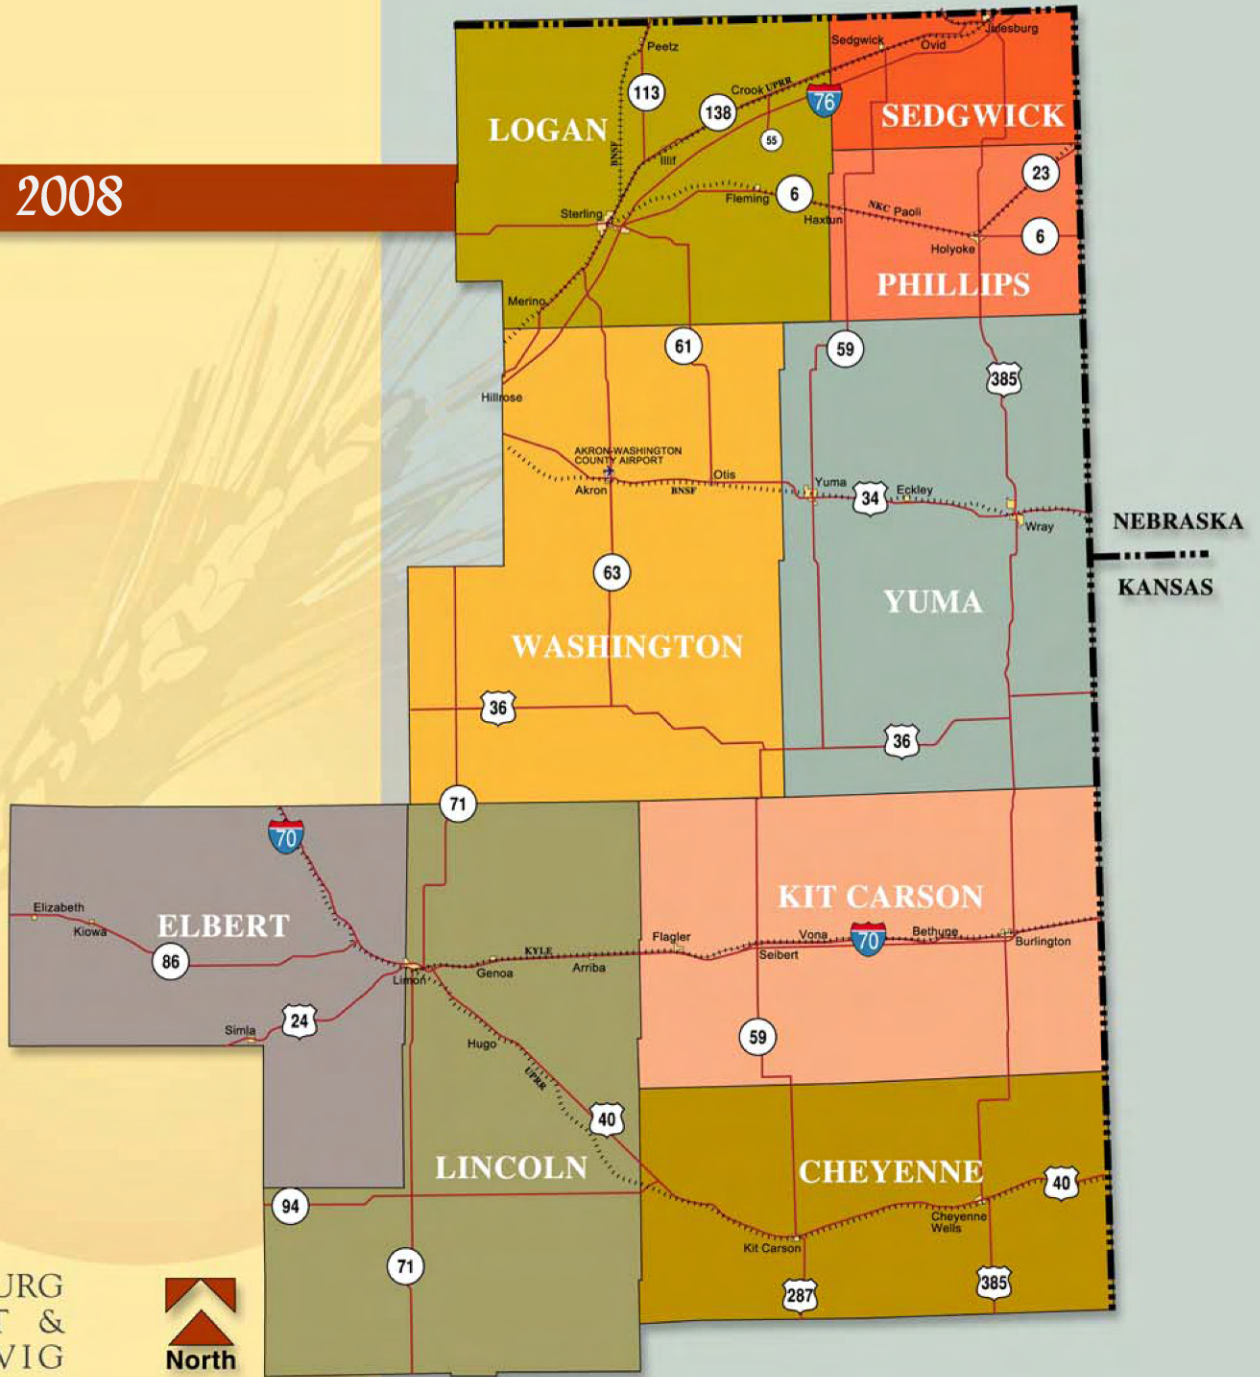 Peetz
Sedgwick
Ovid
Julesburg
113
Crook
UPRR
76
138
55
SEDGWICK
LOGAN
BNSF
Illif
23
2008
Fleming
6
NKC
Paoli
Haxtun
Sterling
Holyoke
6
PHILLIPS
Merino
61
59
385
Hillrose
AKRON-WASHINGTON
COUNTY AIRPORT
Otis
Akron
BNSF
Yuma
34
Eckley
Wray
NEBRASKA
KANSAS
63
YUMA
WASHINGTON
36
36
71
70
KIT CARSON
Elizabeth
Kiowa
ELBERT
86
Limon
Genoa
KYLE
Arriba
Flagler
Seibert
Vona
70
Bethune
Burlington
Simla
24
Hugo
UPRR
59
40
LINCOLN
CHEYENNE
40
94
Cheyenne
Wells
Kit Carson
71
287
385
URG
T &
WIG
North